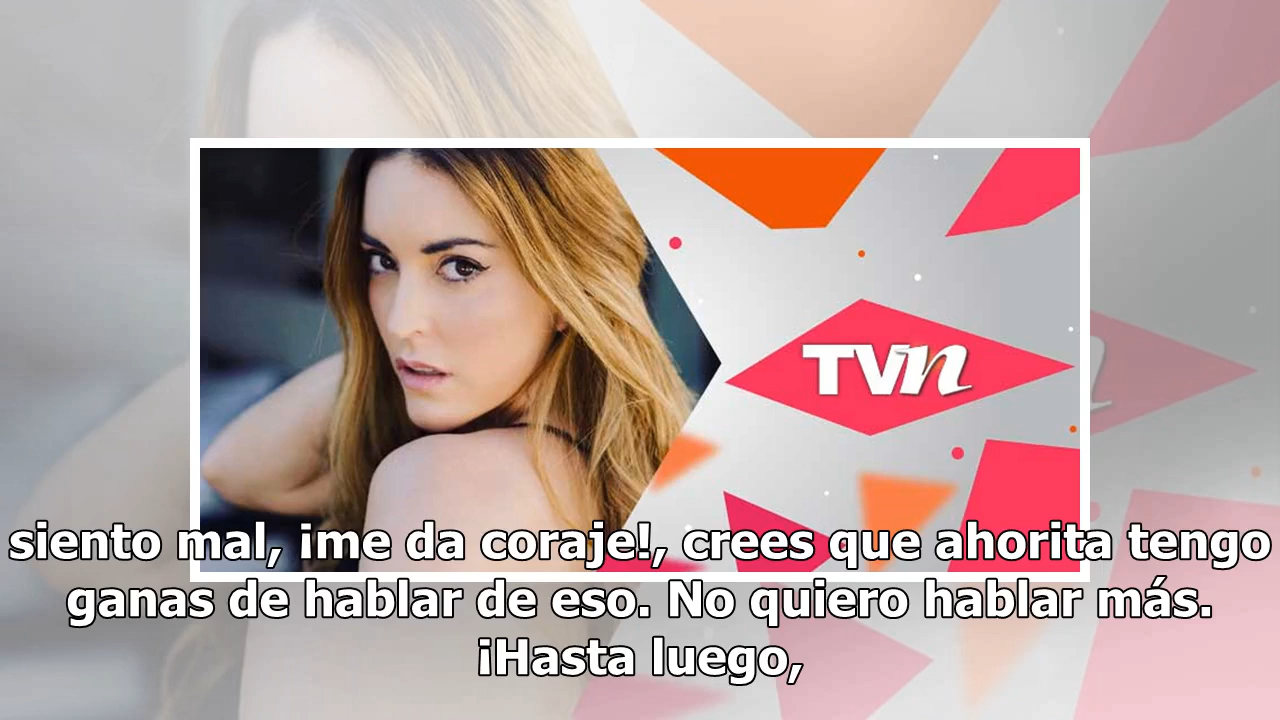 TVn
siento mal, ¡me da coraje!, crees que ahorita tengo
ganas de hablar de eso. No quiero hablar más.
¡Hasta luego,